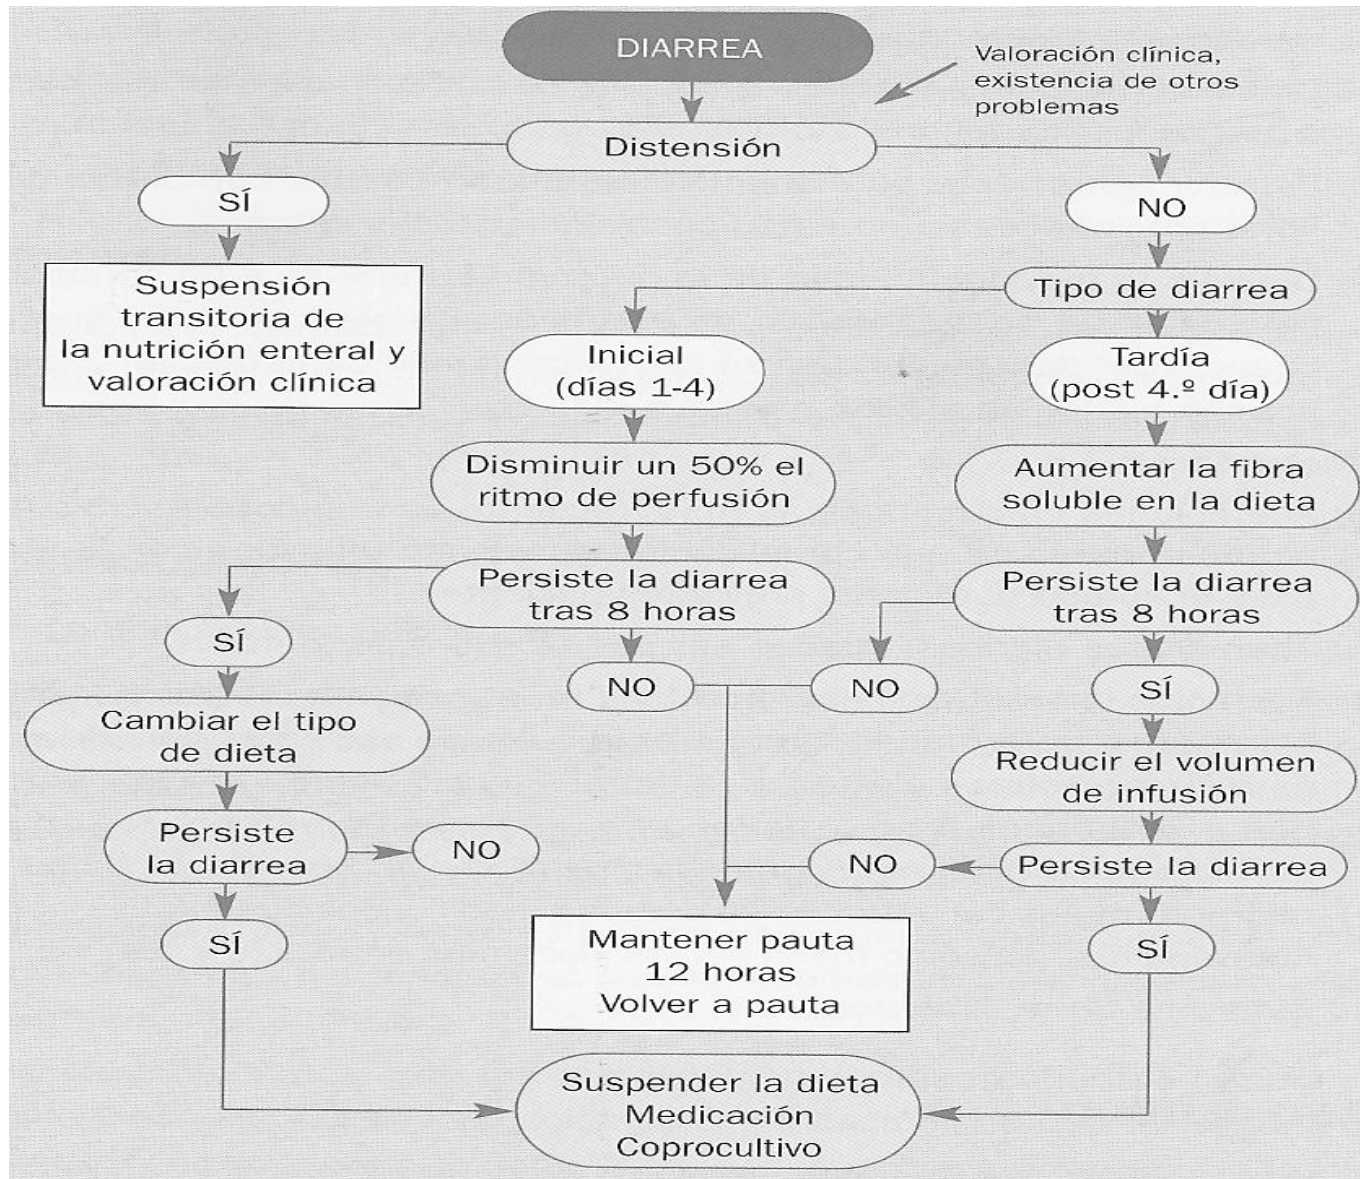 DIARREA
Valoración clínica,
existencia de otros
problemas
Distensión
SÍ
NO
Suspensión
transitoria de
la nutrición enteral y
valoración clínica
Tipo de diarrea
Inicial
(días 1-4)
Tardía
(post 4.º día)
Disminuir un 50% el
ritmo de perfusión
Aumentar la fibra
soluble en la dieta
Persiste la diarrea
tras 8 horas
Persiste la diarrea
tras 8 horas
SÍ
NO
NO
SÍ
Cambiar el tipo
de dieta
Reducir el volumen
de infusión
Persiste
la diarrea
NO
NO
Persiste la diarrea
SÍ
Mantener pauta
12 horas
Volver a pauta
SÍ
Suspender la dieta
Medicación
Coprocultivo